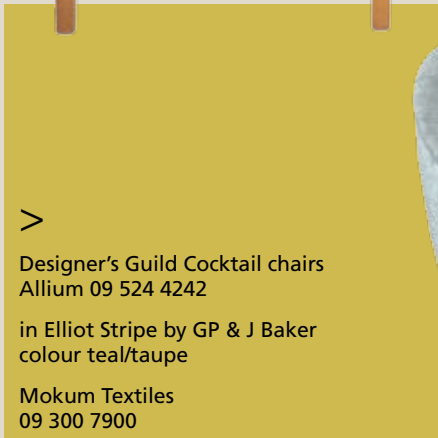 >
Designer's Guild Cocktail chairs
Allium 09 524 4242
in Elliot Stripe by GP & J Baker
colour teal/taupe
Mokum Textiles
09 300 7900